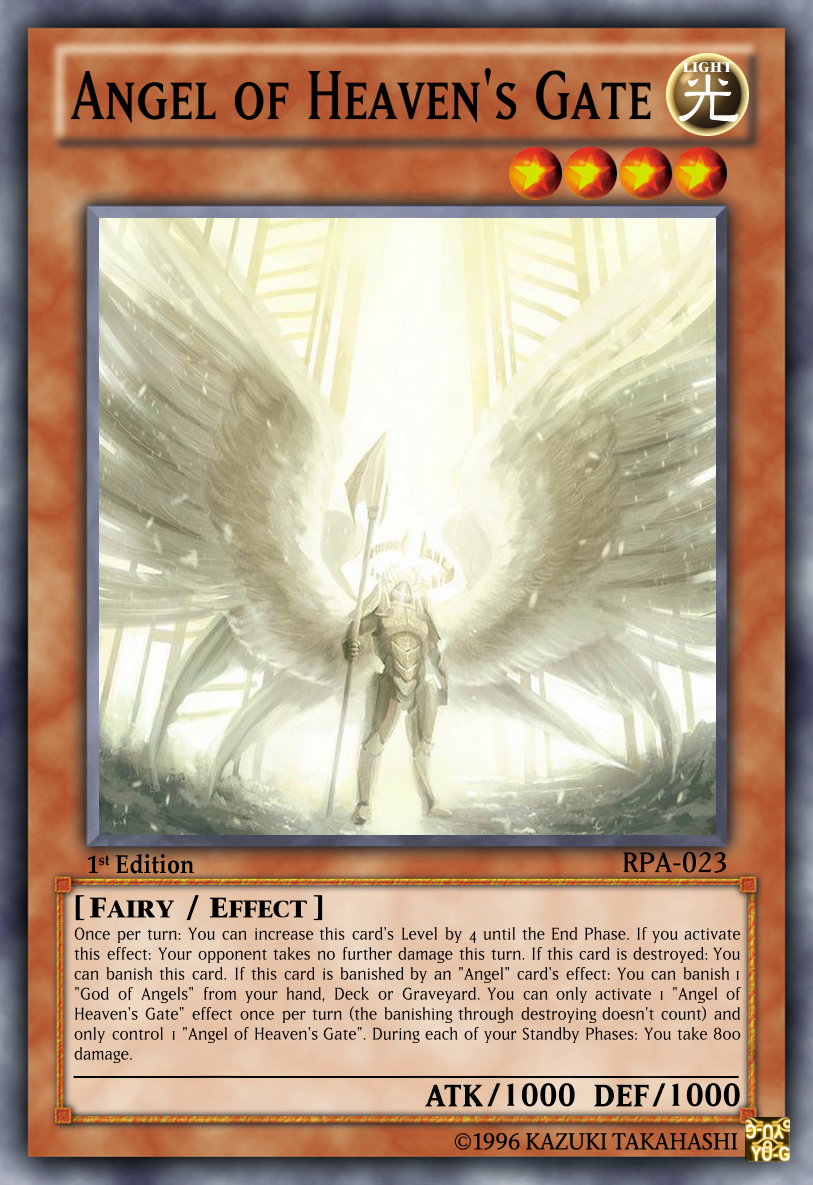 Angel of Heaven's Gate
LIGHT
光
1st Edition
RPA-023
[ Fairy / Effect ]
Once per turn: You can increase this card's Level by 4 until the End Phase. If you activate
this effect: Your opponent takes no further damage this turn. If this card is destroyed: You
can banish this card. If this card is banished by an "Angel" card's effect: You can banish 1
"God of Angels" from your hand, Deck or Graveyard. You can only activate 1 "Angel of
Heaven's Gate" effect once per turn (the banishing through destroying doesn't count) and
only control 1 "Angel of Heaven's Gate". During each of your Standby Phases: You take 800
damage.
ATK/1000 DEF/1000
©1996 KAZUKI TAKAHASHI